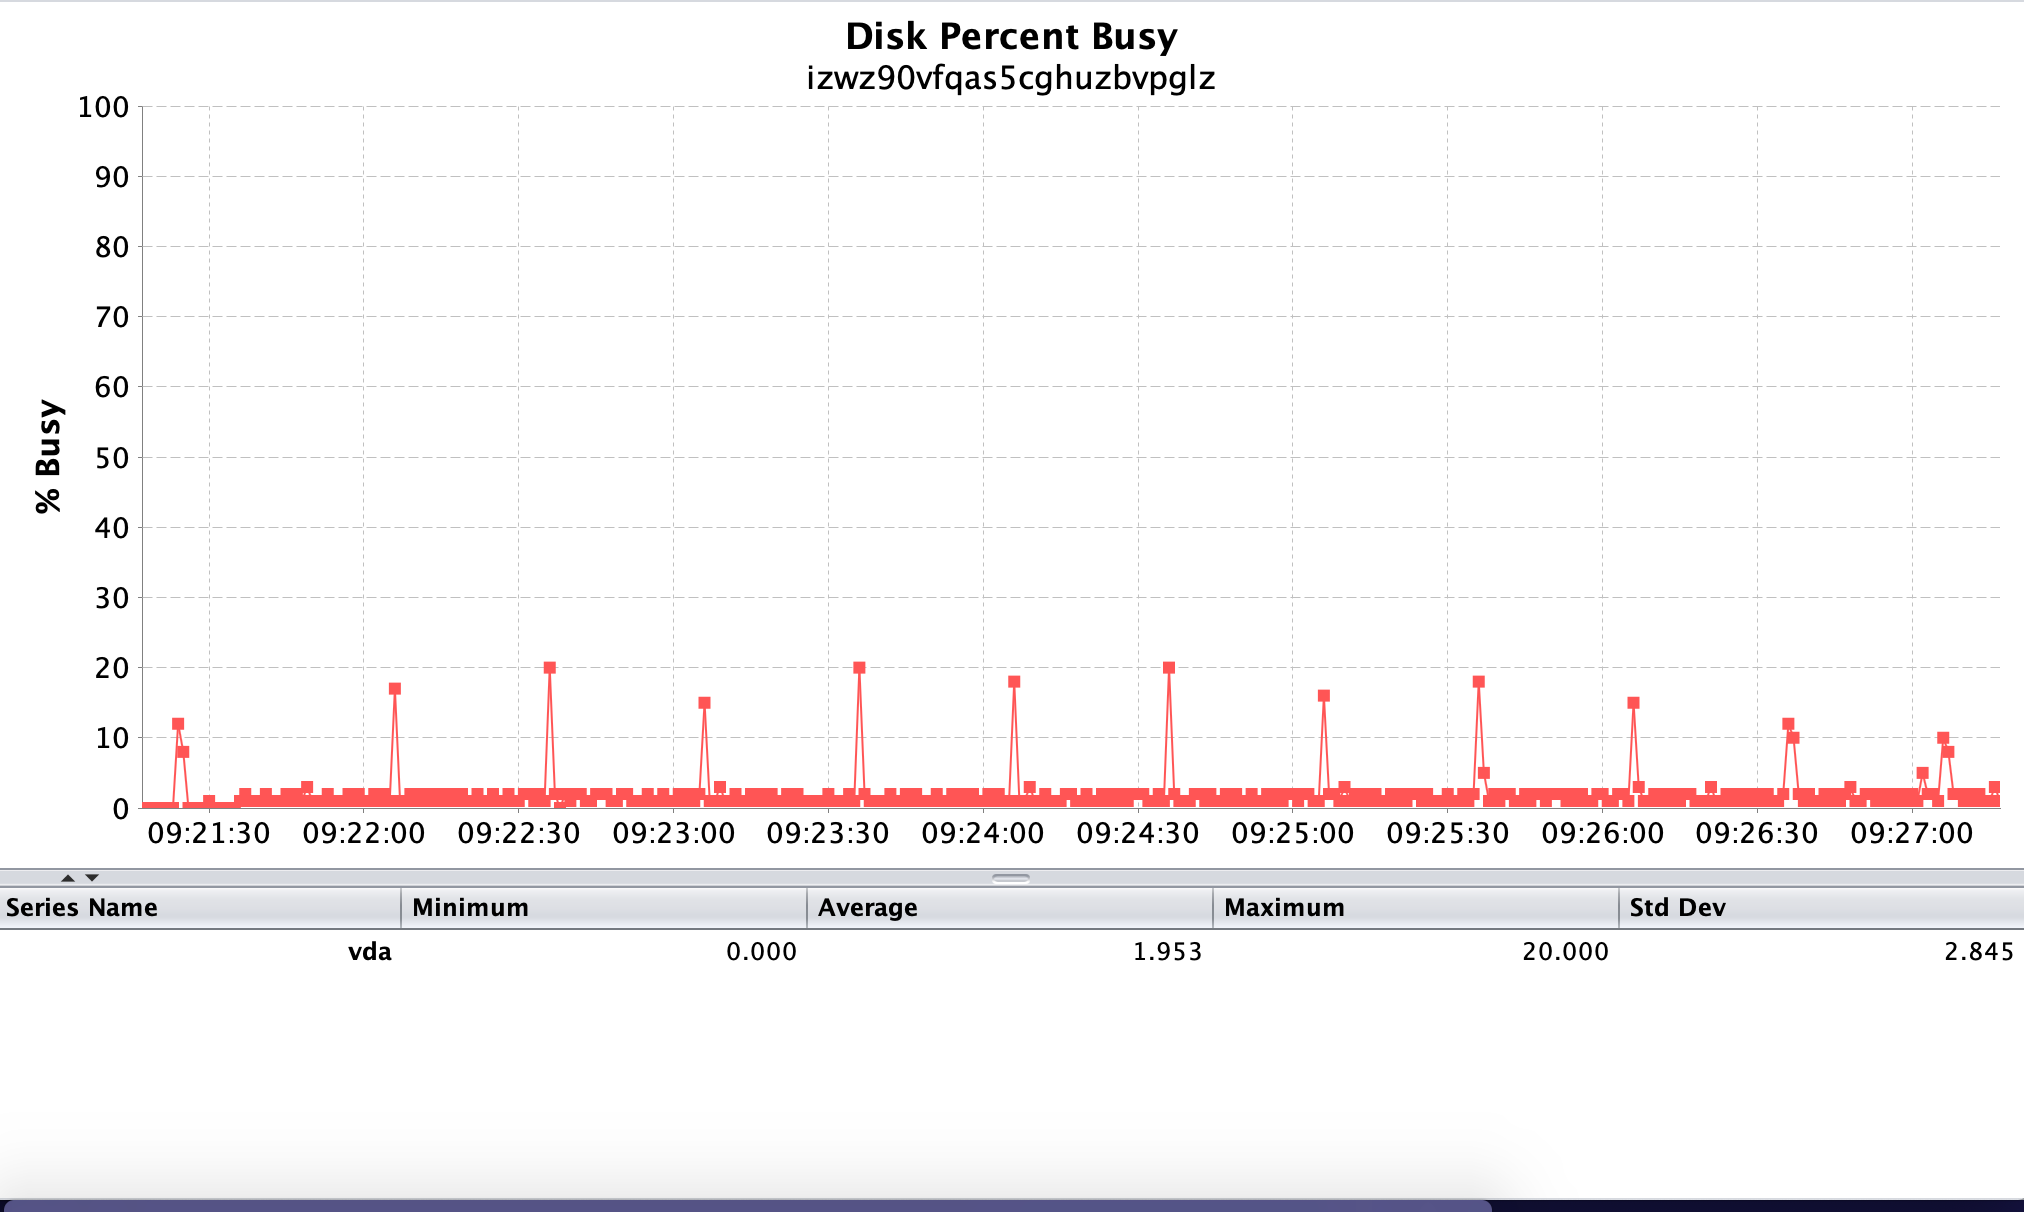 Disk Percent Busy
izwz90vfqas5cghuzbvpglz
100
90
80
70
60
50
40
30
20
10
0
% Busy
09:21:30 09:22:00 09:22:30 09:23:00 09:23:30 09:24:00 09:24:30 09:25:00 09:25:30 09:26:00 09:26:30 09:27:00
Series Name Minimum Average Maximum Std Dev
vda 0.000 1.953 20.000 2.845